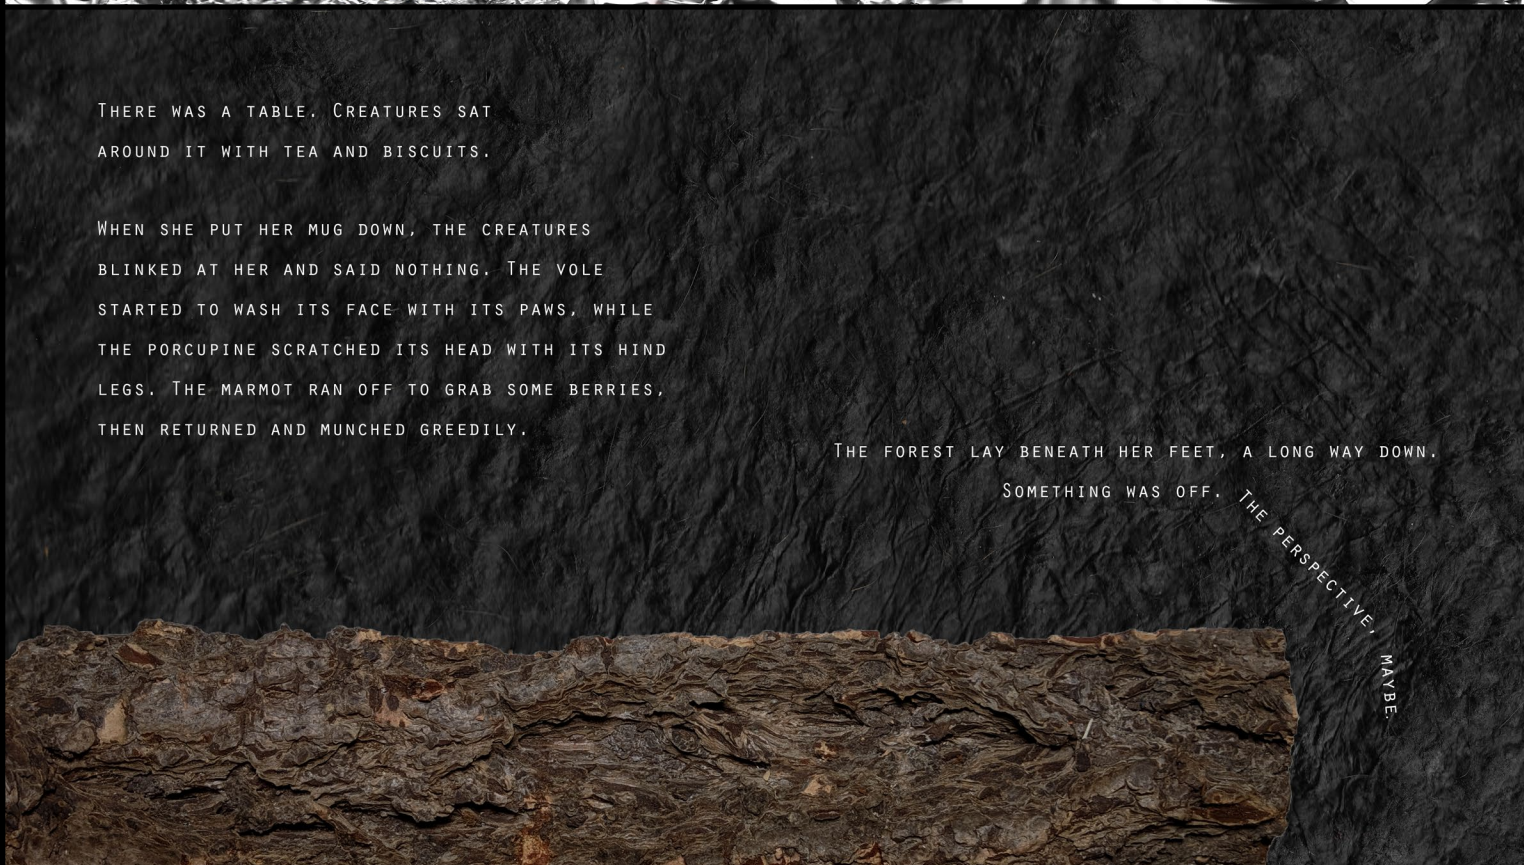 There was a table. Creatures sat
around it with tea and biscuits.
When she put her mug down, the creatures
blinked at her and said nothing. The vole
started to wash its face with its paws, while
the porcupine scratched its head with its hind
legs. The marmot ran off to grab some berries,
then returned and munched greedily.
The forest lay beneath her feet, a long way down.
Something was off. The perspective, maybe.